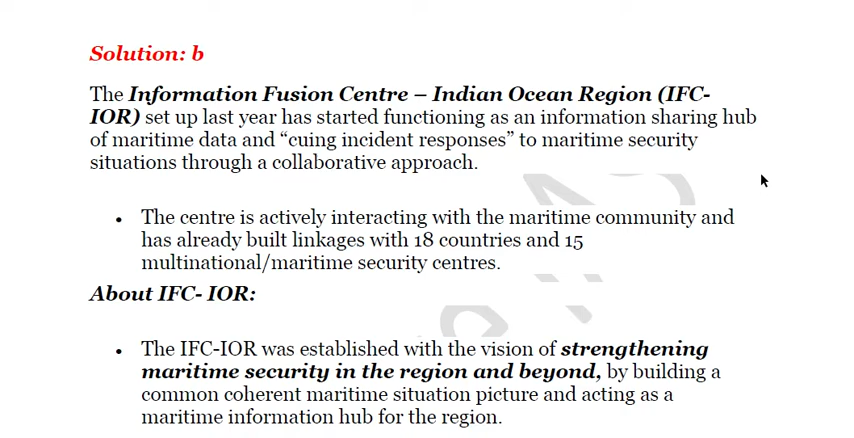 Solution: b
The Information Fusion Centre – Indian Ocean Region (IFC-
IOR) set up last year has started functioning as an information sharing hub
of maritime data and “cuing incident responses” to maritime security
situations through a collaborative approach.
• The centre is actively interacting with the maritime community and
has already built linkages with 18 countries and 15
multinational/maritime security centres.
About IFC- IOR:
• The IFC-IOR was established with the vision of strengthening
maritime security in the region and beyond, by building a
common coherent maritime situation picture and acting as a
maritime information hub for the region.